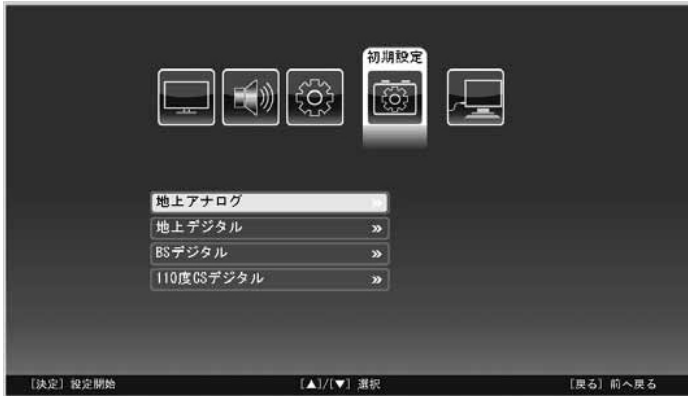 初期設定
地上アナログ »
地上デジタル »
BSデジタル »
110度CSデジタル »
[決定] 設定開始 [▲]/[▼] 選択 [戻る] 前へ戻る